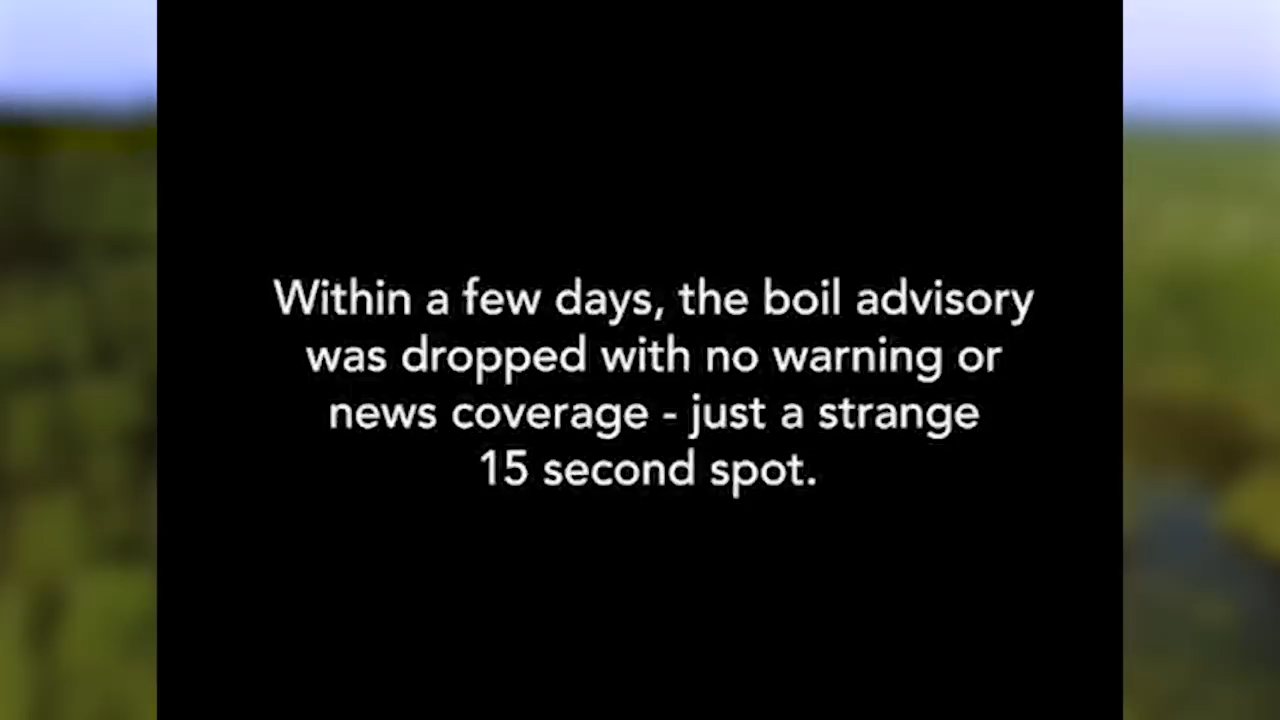 Within a few days, the boil advisory
was dropped with no warning or
news coverage - just a strange
15 second spot.